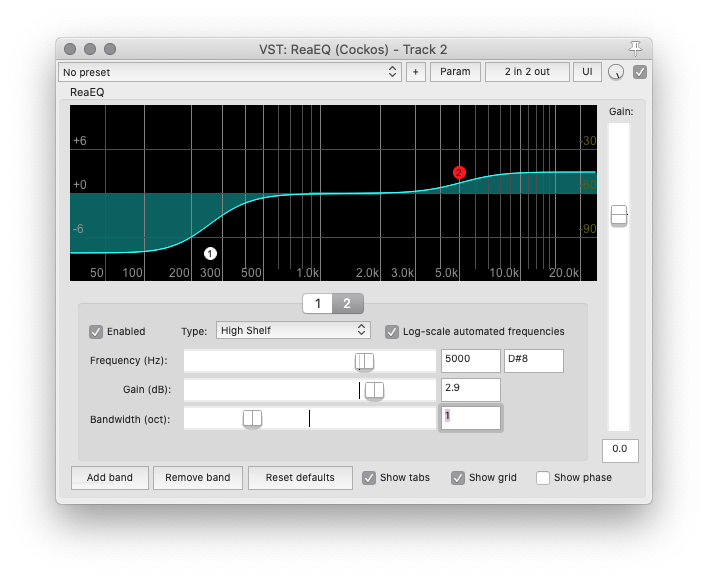 VST: ReaEQ (Cockos) - Track 2
No preset + Param 2 in 2 out UI
ReaEQ
Gain:
+6 -30
+0 -60
-6 -90
50 100 200 300 500 1.0k 2.0k 3.0k 5.0k 10.0k 20.0k
2
1
1 2
Enabled Type: High Shelf Log-scale automated frequencies
Frequency (Hz): 5000 D#8
Gain (dB): 2.9
Bandwidth (oct): 1
0.0
Add band Remove band Reset defaults Show tabs Show grid Show phase